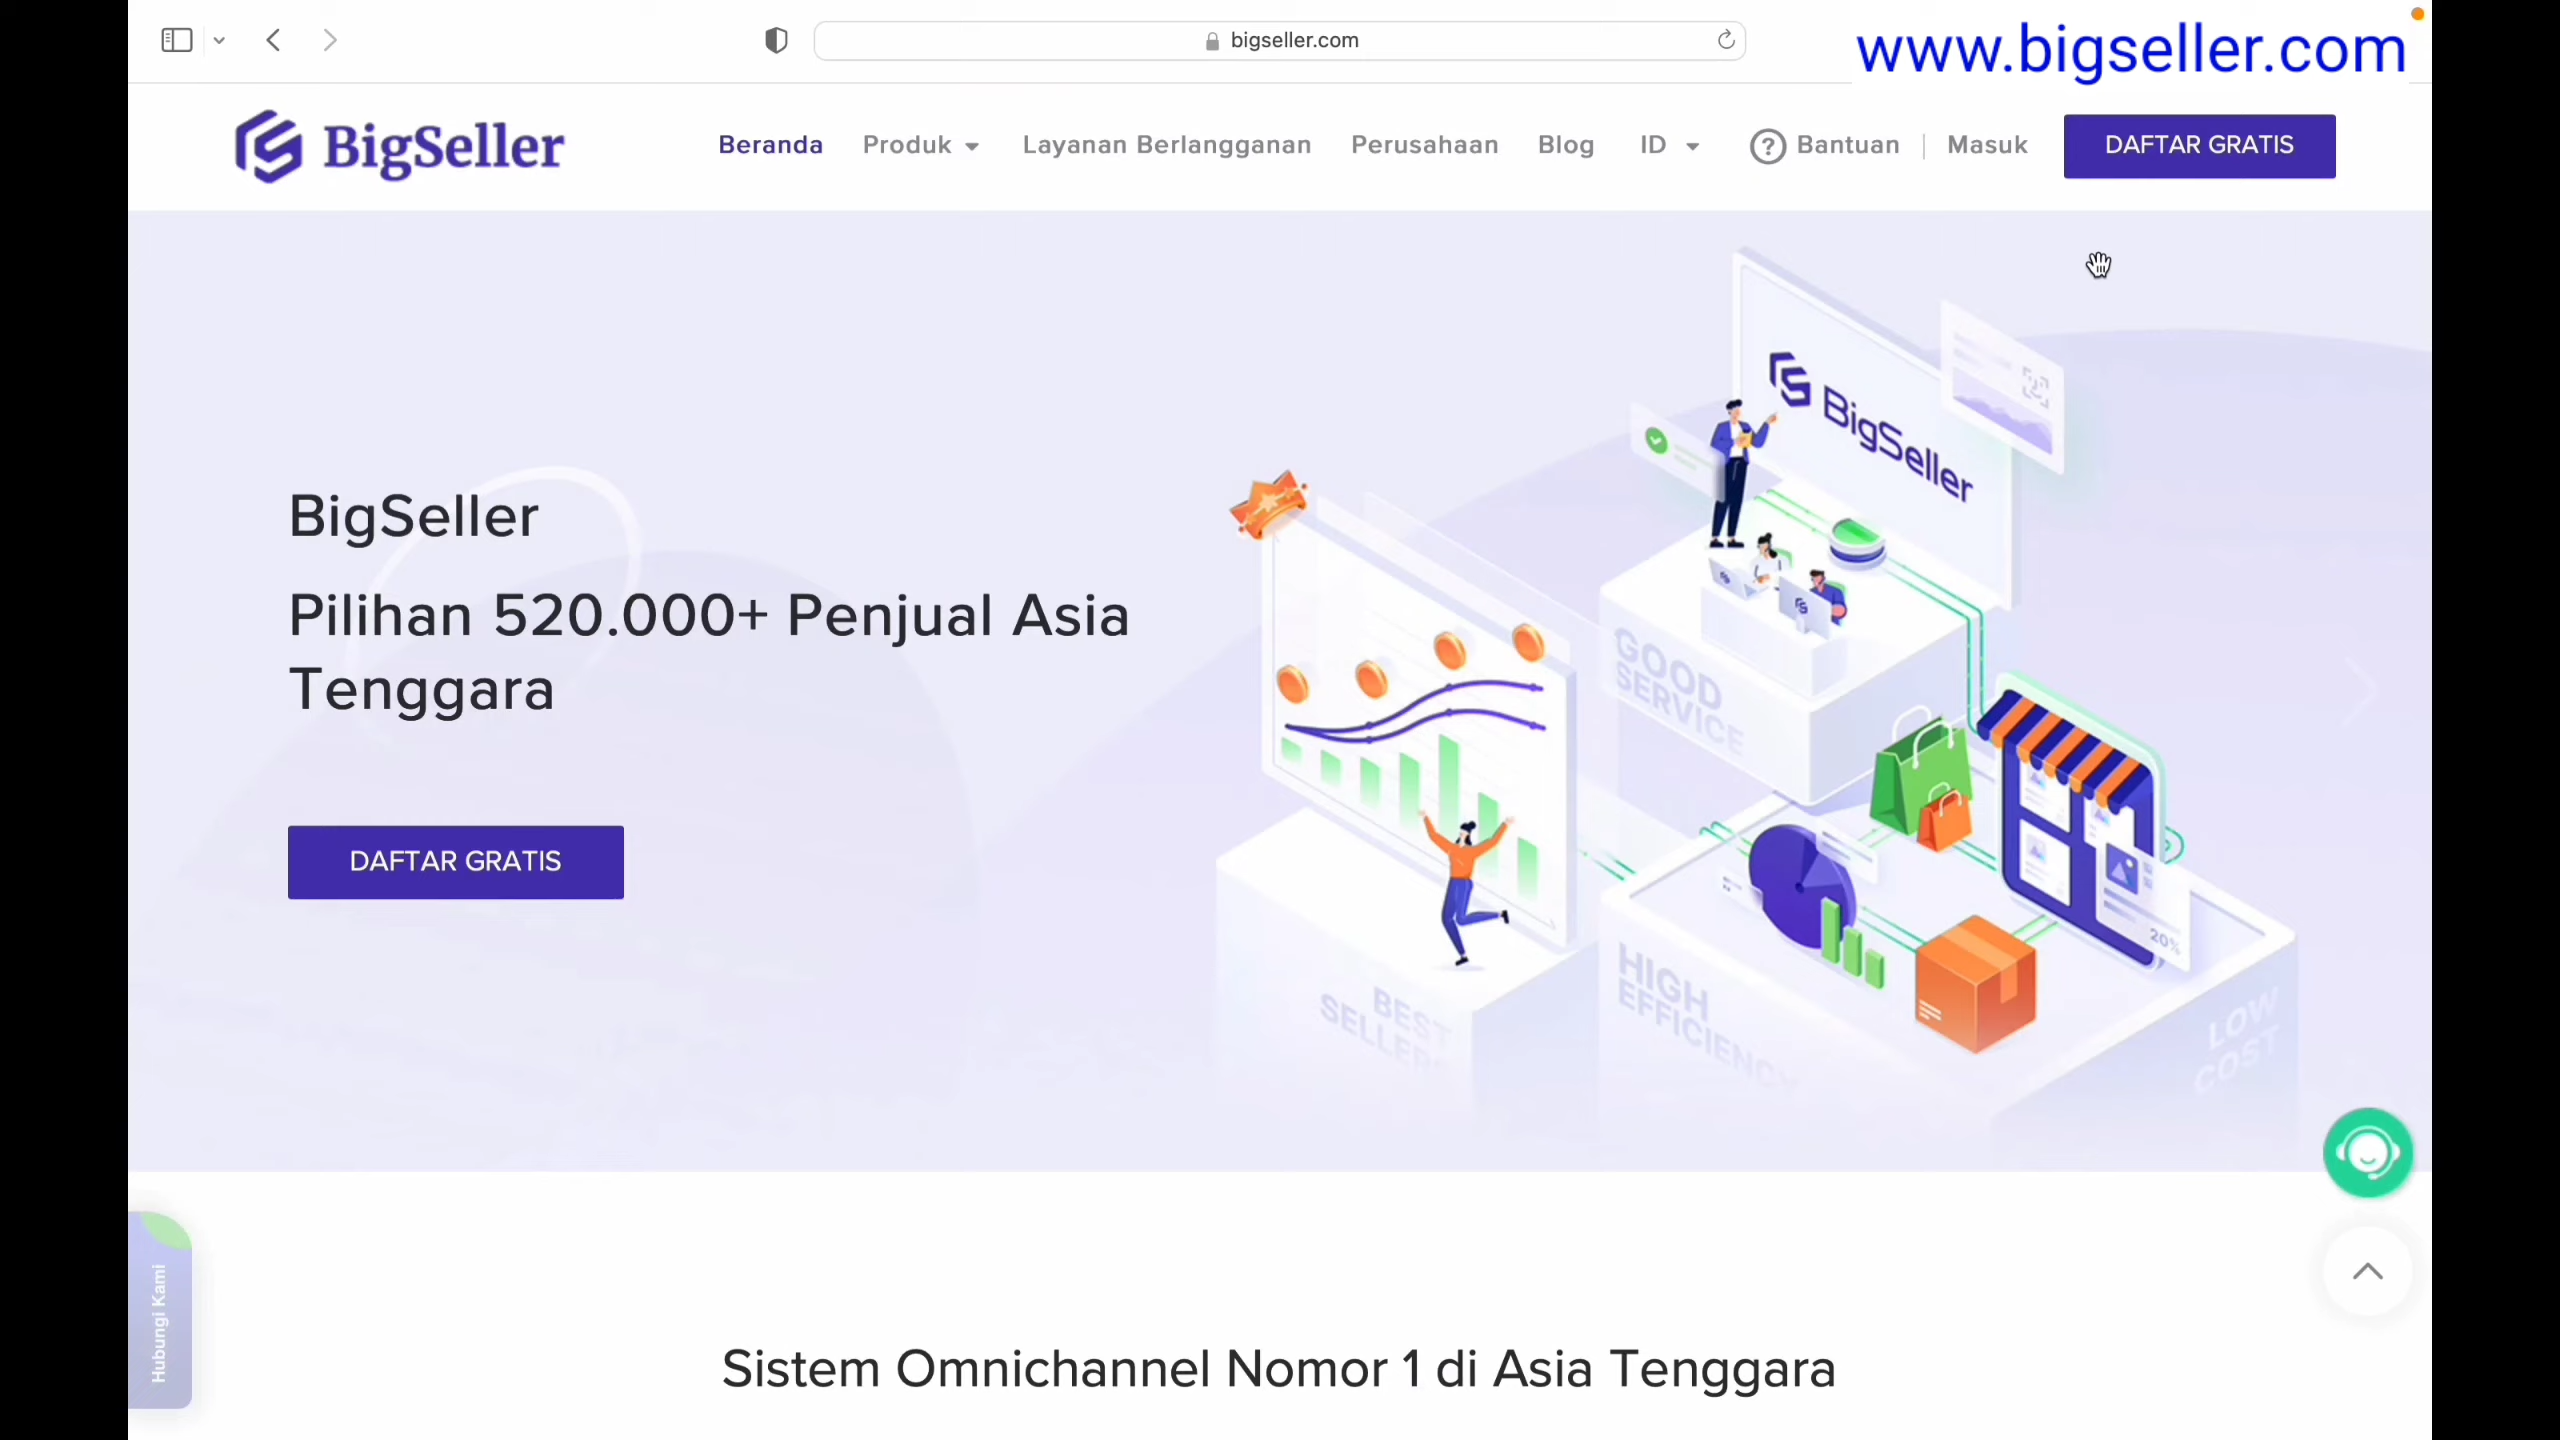 bigseller.com
www.bigseller.com
BigSeller
Beranda
Produk
Layanan Berlangganan
Perusahaan
Blog
ID
Bantuan
Masuk
DAFTAR GRATIS
BigSeller
BigSeller
Pilihan 520.000+ Penjual Asia
Tenggara
DAFTAR GRATIS
GOOD
SERVICE
BEST
SELLERS
HIGH
EFFICIENCY
20%
LOW
COST
Hubungi Kami
Sistem Omnichannel Nomor 1 di Asia Tenggara